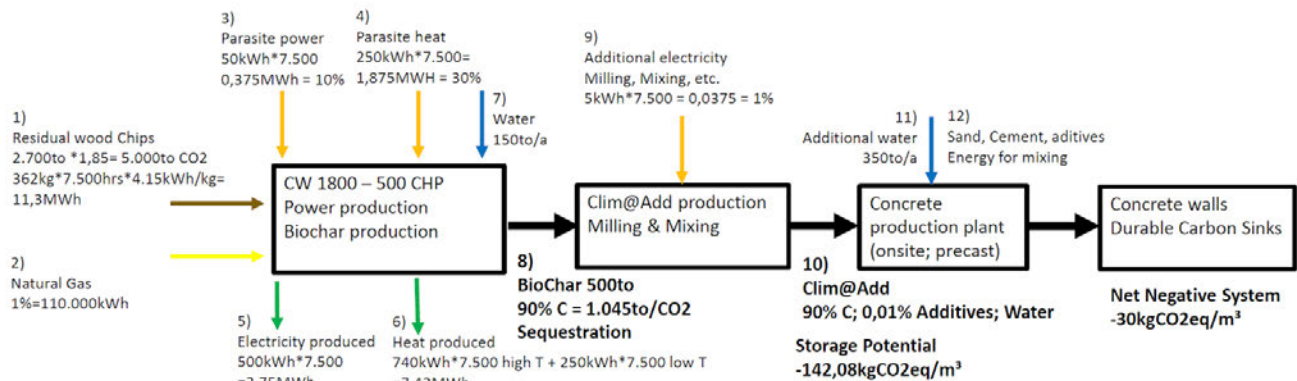 3)
Parasite power
50kWh*7.500
0,375MWh = 10%
4)
Parasite heat
250kWh*7.500=
1,875MWH = 30%
9)
Additional electricity
Milling, Mixing, etc.
5kWh*7.500 = 0,0375 = 1%
1)
Residual wood Chips
2.700to *1,85= 5.000to CO2
362kg*7.500hrs*4.15kWh/kg=
11,3MWh
7)
Water
150to/a
11)
Additional water
350to/a
12)
Sand, Cement, aditives
Energy for mixing
CW 1800 – 500 CHP
Power production
Biochar production
Clim@Add production
Milling & Mixing
Concrete
production plant
(onsite; precast)
Concrete walls
Durable Carbon Sinks
2)
Natural Gas
1%=110.000kWh
8)
BioChar 500to
90% C = 1.045to/CO2
Sequestration
10)
Clim@Add
90% C; 0,01% Additives; Water
Storage Potential
-142,08kgCO2eq/m³
Net Negative System
-30kgCO2eq/m³
5)
Electricity produced
500kWh*7.500
=3,75MWh
6)
Heat produced
740kWh*7.500 high T + 250kWh*7.500 low T